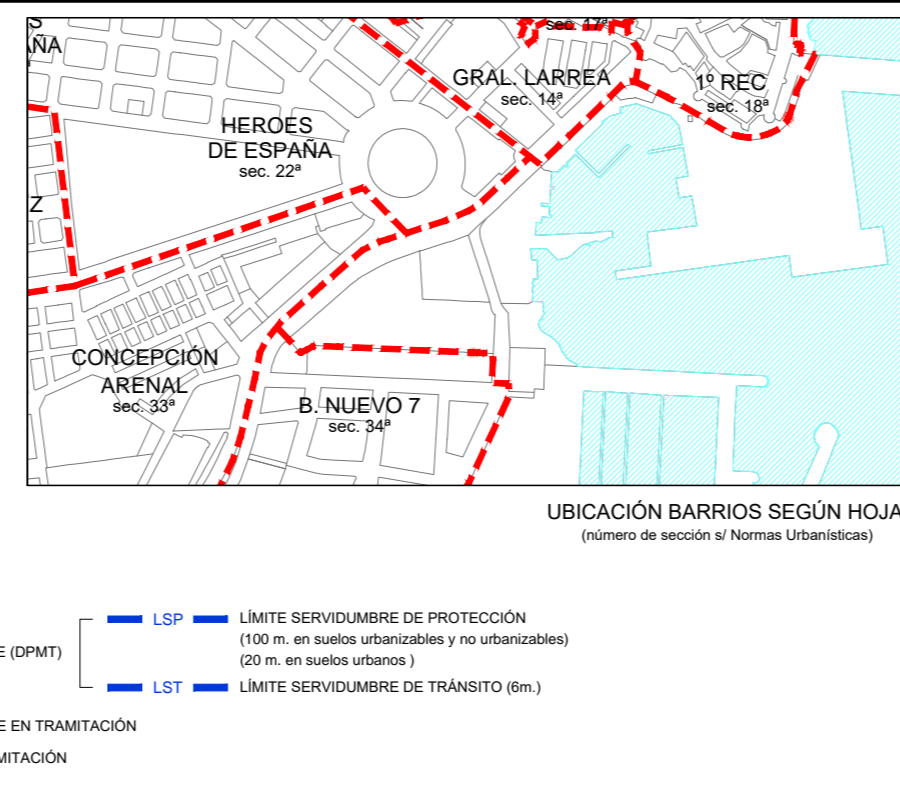 sec. 17ª
GRAL. LARREA
sec. 14ª
1º REC
sec. 18ª
HEROES
DE ESPAÑA
sec. 22ª
Z
CONCEPCIÓN
ARENAL
sec. 33ª
B. NUEVO 7
sec. 34ª
UBICACIÓN BARRIOS SEGÚN HOJA
(número de sección s/ Normas Urbanísticas)
E (DPMT)
LSP LÍMITE SERVIDUMBRE DE PROTECCIÓN
(100 m. en suelos urbanizables y no urbanizables)
(20 m. en suelos urbanos )
LST LÍMITE SERVIDUMBRE DE TRÁNSITO (6m.)
E EN TRAMITACIÓN
MITACIÓN